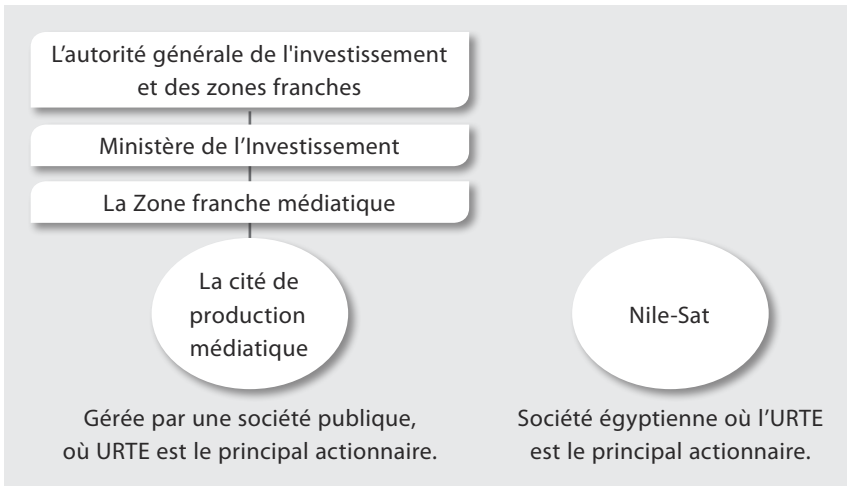 L'autorité générale de l'investissement
et des zones franches
Ministère de l'Investissement
La Zone franche médiatique
La cité de
production
médiatique
Gérée par une société publique,
où URTE est le principal actionnaire.
Nile-Sat
Société égyptienne où l'URTE
est le principal actionnaire.